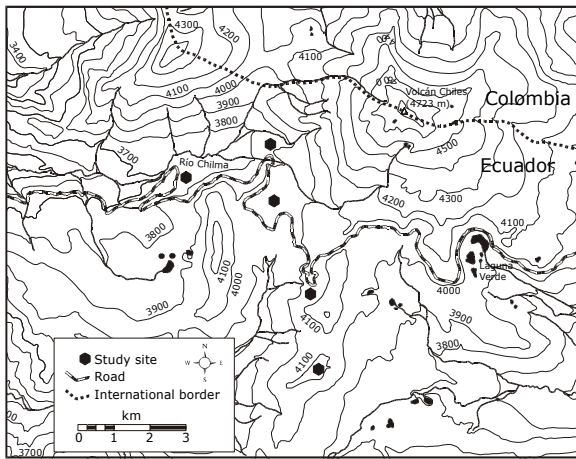 4300
4200
4100
3400
4100
4000
3900
3800
Volcán Chiles
(4723 m)
Colombia
Ecuador
4500
3700
Río Chilma
4300
4200
4100
3800
4100
4000
Laguna
Verde
4000
3900
4100
3900
3800
4100
N
W E
S
Study site
Road
International border
km
0 1 2 3
4000
3700